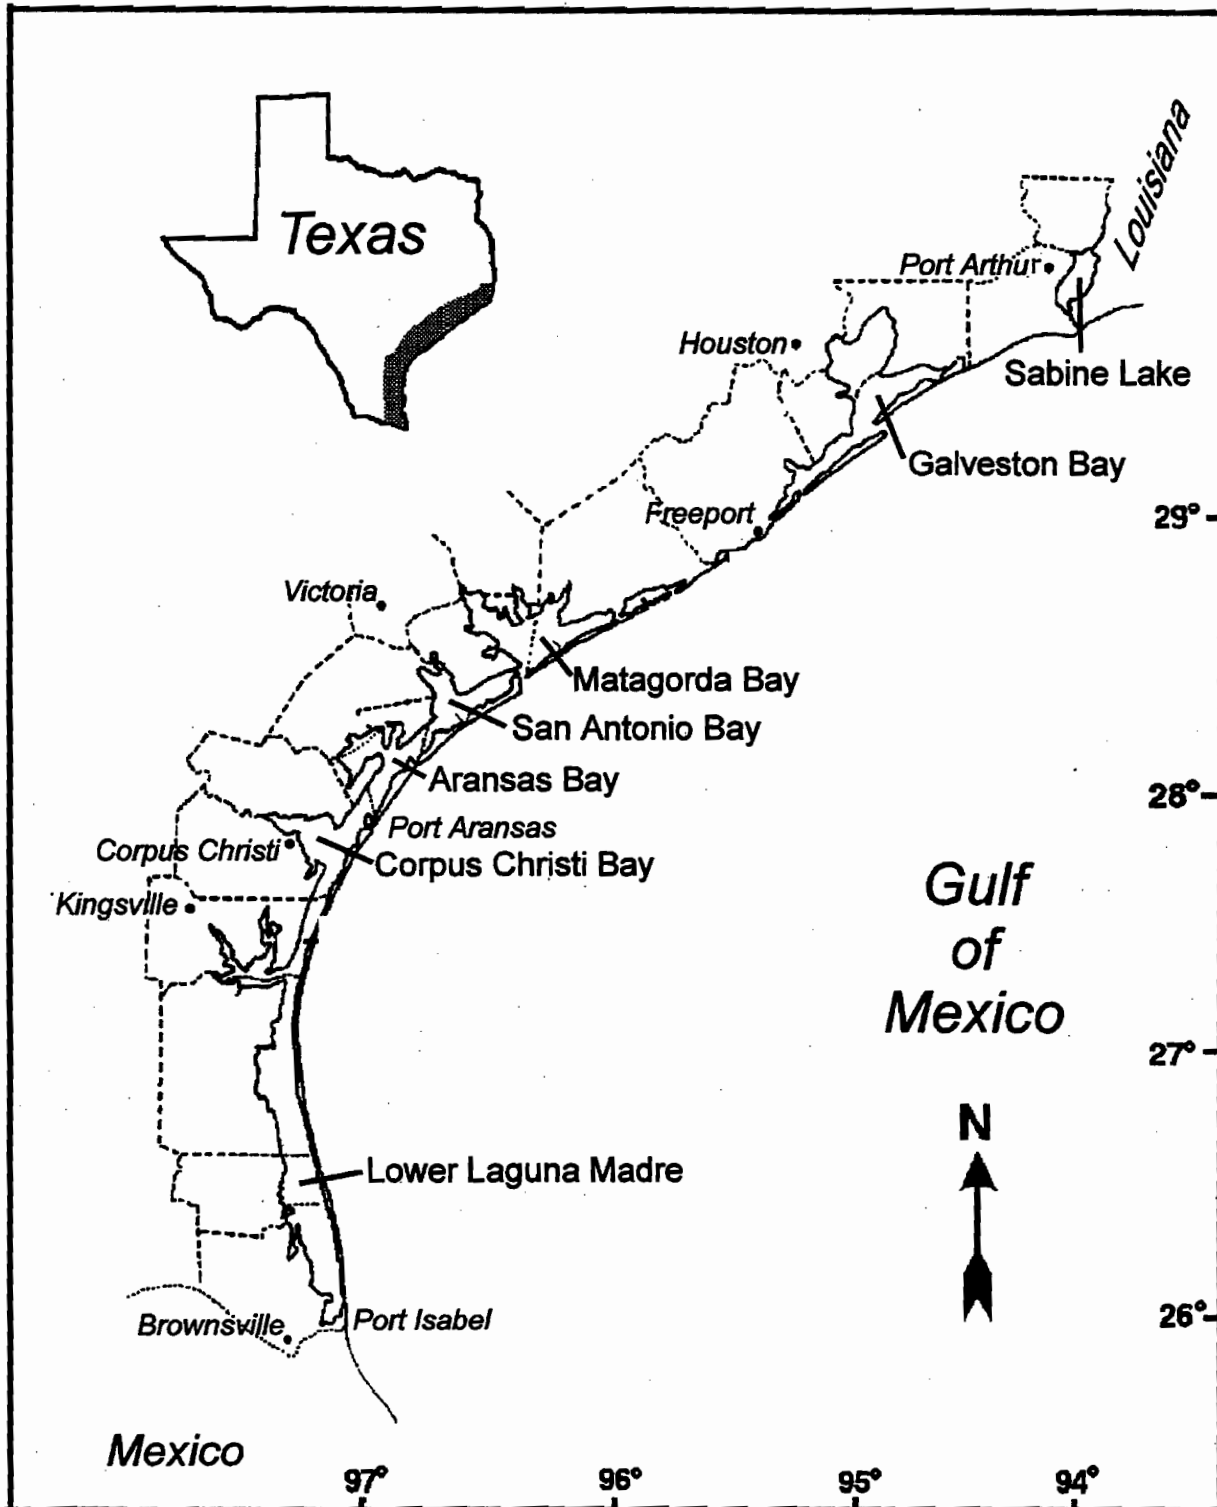 Louisiana
Texas
Port Arthur
Houston
Sabine Lake
Galveston Bay
Freeport
29°
Victoria
Matagorda Bay
San Antonio Bay
Aransas Bay
28°
Port Aransas
Corpus Christi
Corpus Christi Bay
Kingsville
Gulf
of
Mexico
27°
N
Lower Laguna Madre
Brownsville
Port Isabel
26°
Mexico
97°
96°
95°
94°